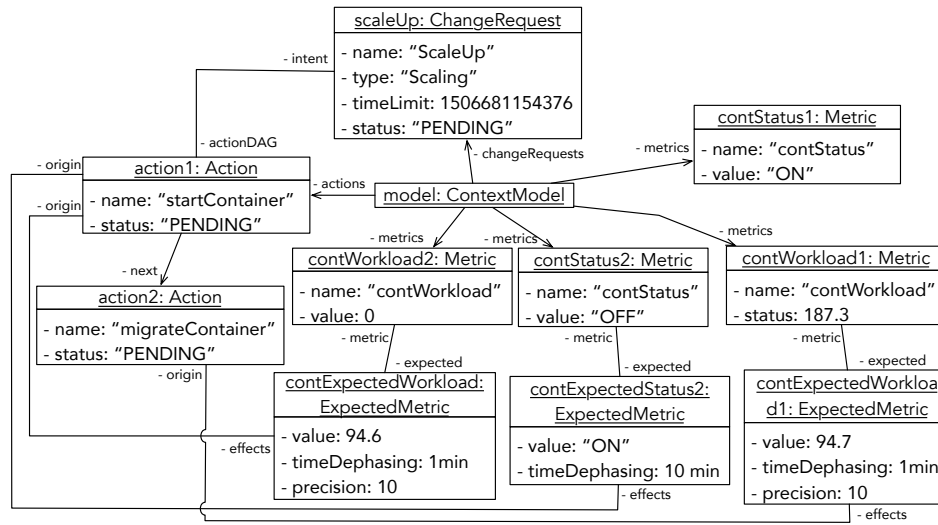 scaleUp: ChangeRequest
- name: “ScaleUp”
- type: “Scaling”
- timeLimit: 1506681154376
- status: “PENDING”
- intent
- actionDAG
- changeRequests
contStatus1: Metric
- name: “contStatus”
- value: “ON”
- metrics
- origin
action1: Action
- name: “startContainer”
- status: “PENDING”
- origin
- actions
model: ContextModel
- next
action2: Action
- name: “migrateContainer”
- status: “PENDING”
- origin
- metrics
contWorkload2: Metric
- name: “contWorkload”
- value: 0
- metrics
contStatus2: Metric
- name: “contStatus”
- value: “OFF”
- metrics
contWorkload1: Metric
- name: “contWorkload”
- status: 187.3
- metric
- expected
contExpectedWorkload:
ExpectedMetric
- value: 94.6
- timeDephasing: 1min
- precision: 10
- effects
- metric
- expected
contExpectedStatus2:
ExpectedMetric
- value: “ON”
- timeDephasing: 10 min
- effects
- metric
- expected
contExpectedWorkloa
d1: ExpectedMetric
- value: 94.7
- timeDephasing: 1min
- precision: 10
- effects